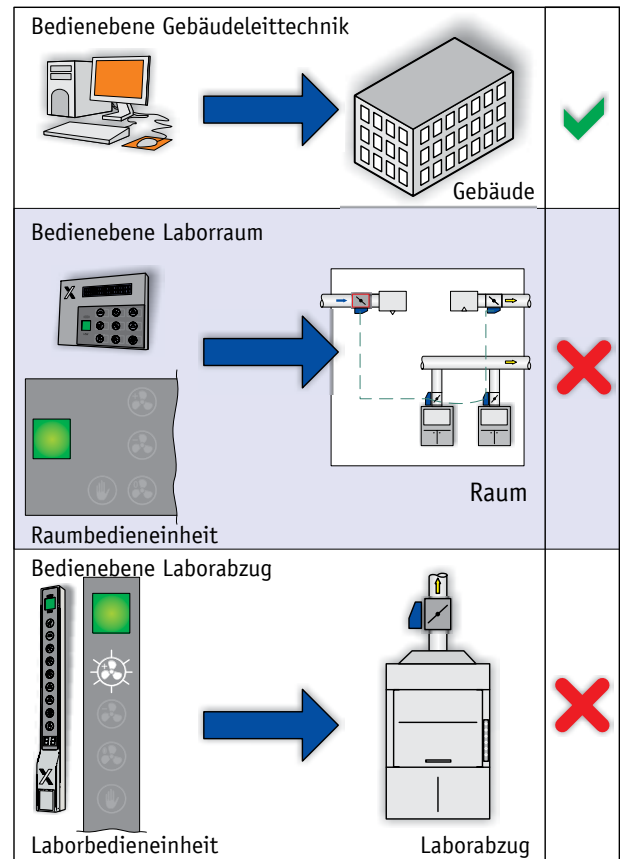 Bedienebene Gebäudeleittechnik
Gebäude
Bedienebene Laborraum
X
Raum
Raumbedieneinheit
Bedienebene Laborabzug
X
Laborbedieneinheit
Laborabzug